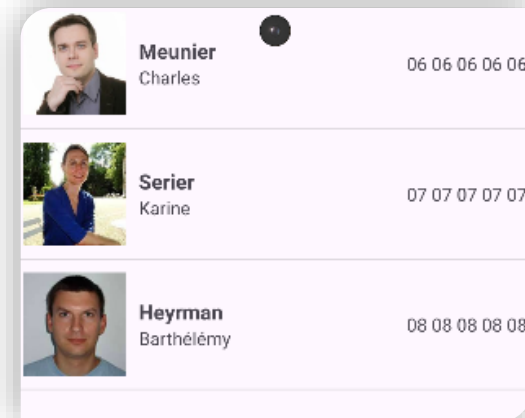 Meunier
Charles
06 06 06 06 06
Serier
Karine
07 07 07 07 07
Heyrman
Barthélémy
08 08 08 08 08